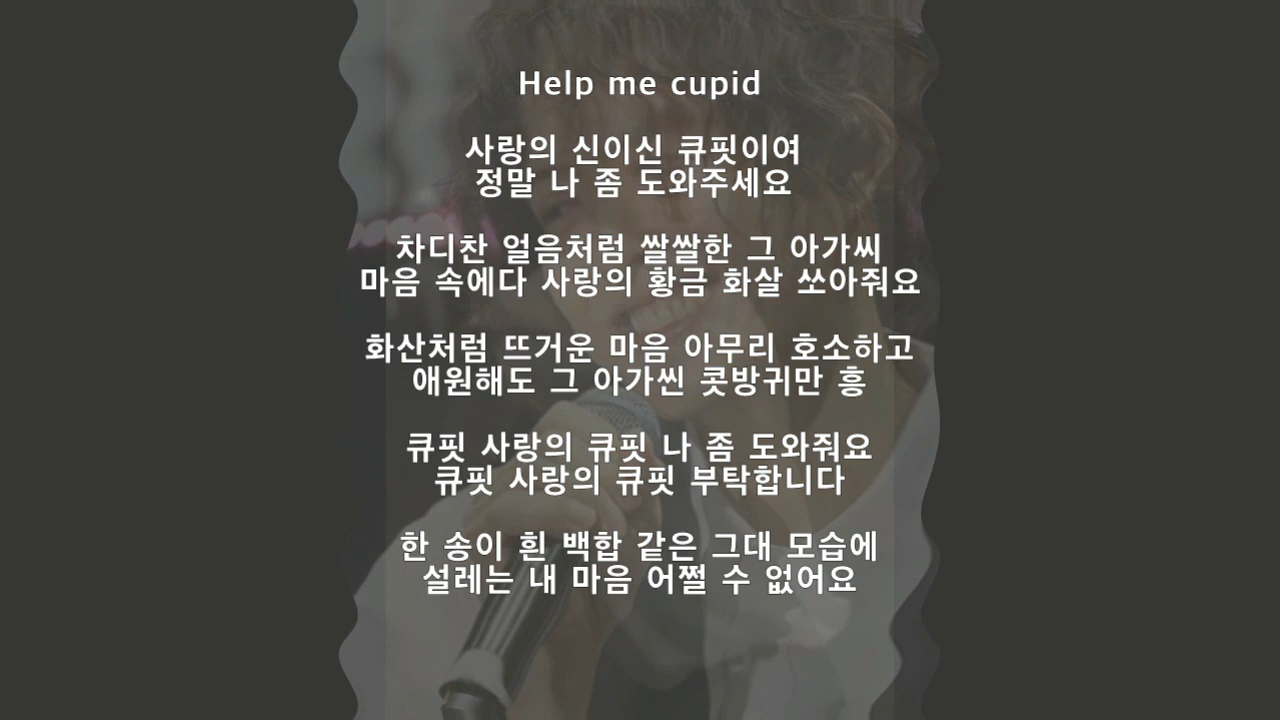 Help me cupid
사랑의 신이신 큐핏이여
정말 나 좀 도와주세요
차디찬 얼음처럼 쌀쌀한 그 아가씨
마음 속에다 사랑의 황금 화살 쏘아줘요
화산처럼 뜨거운 마음 아무리 호소하고
애원해도 그 아가씬 콧방귀만 흥
큐핏 사랑의 큐핏 나 좀 도와줘요
큐핏 사랑의 큐핏 부탁합니다
한 송이 흰 백합 같은 그대 모습에
설레는 내 마음 어쩔 수 없어요